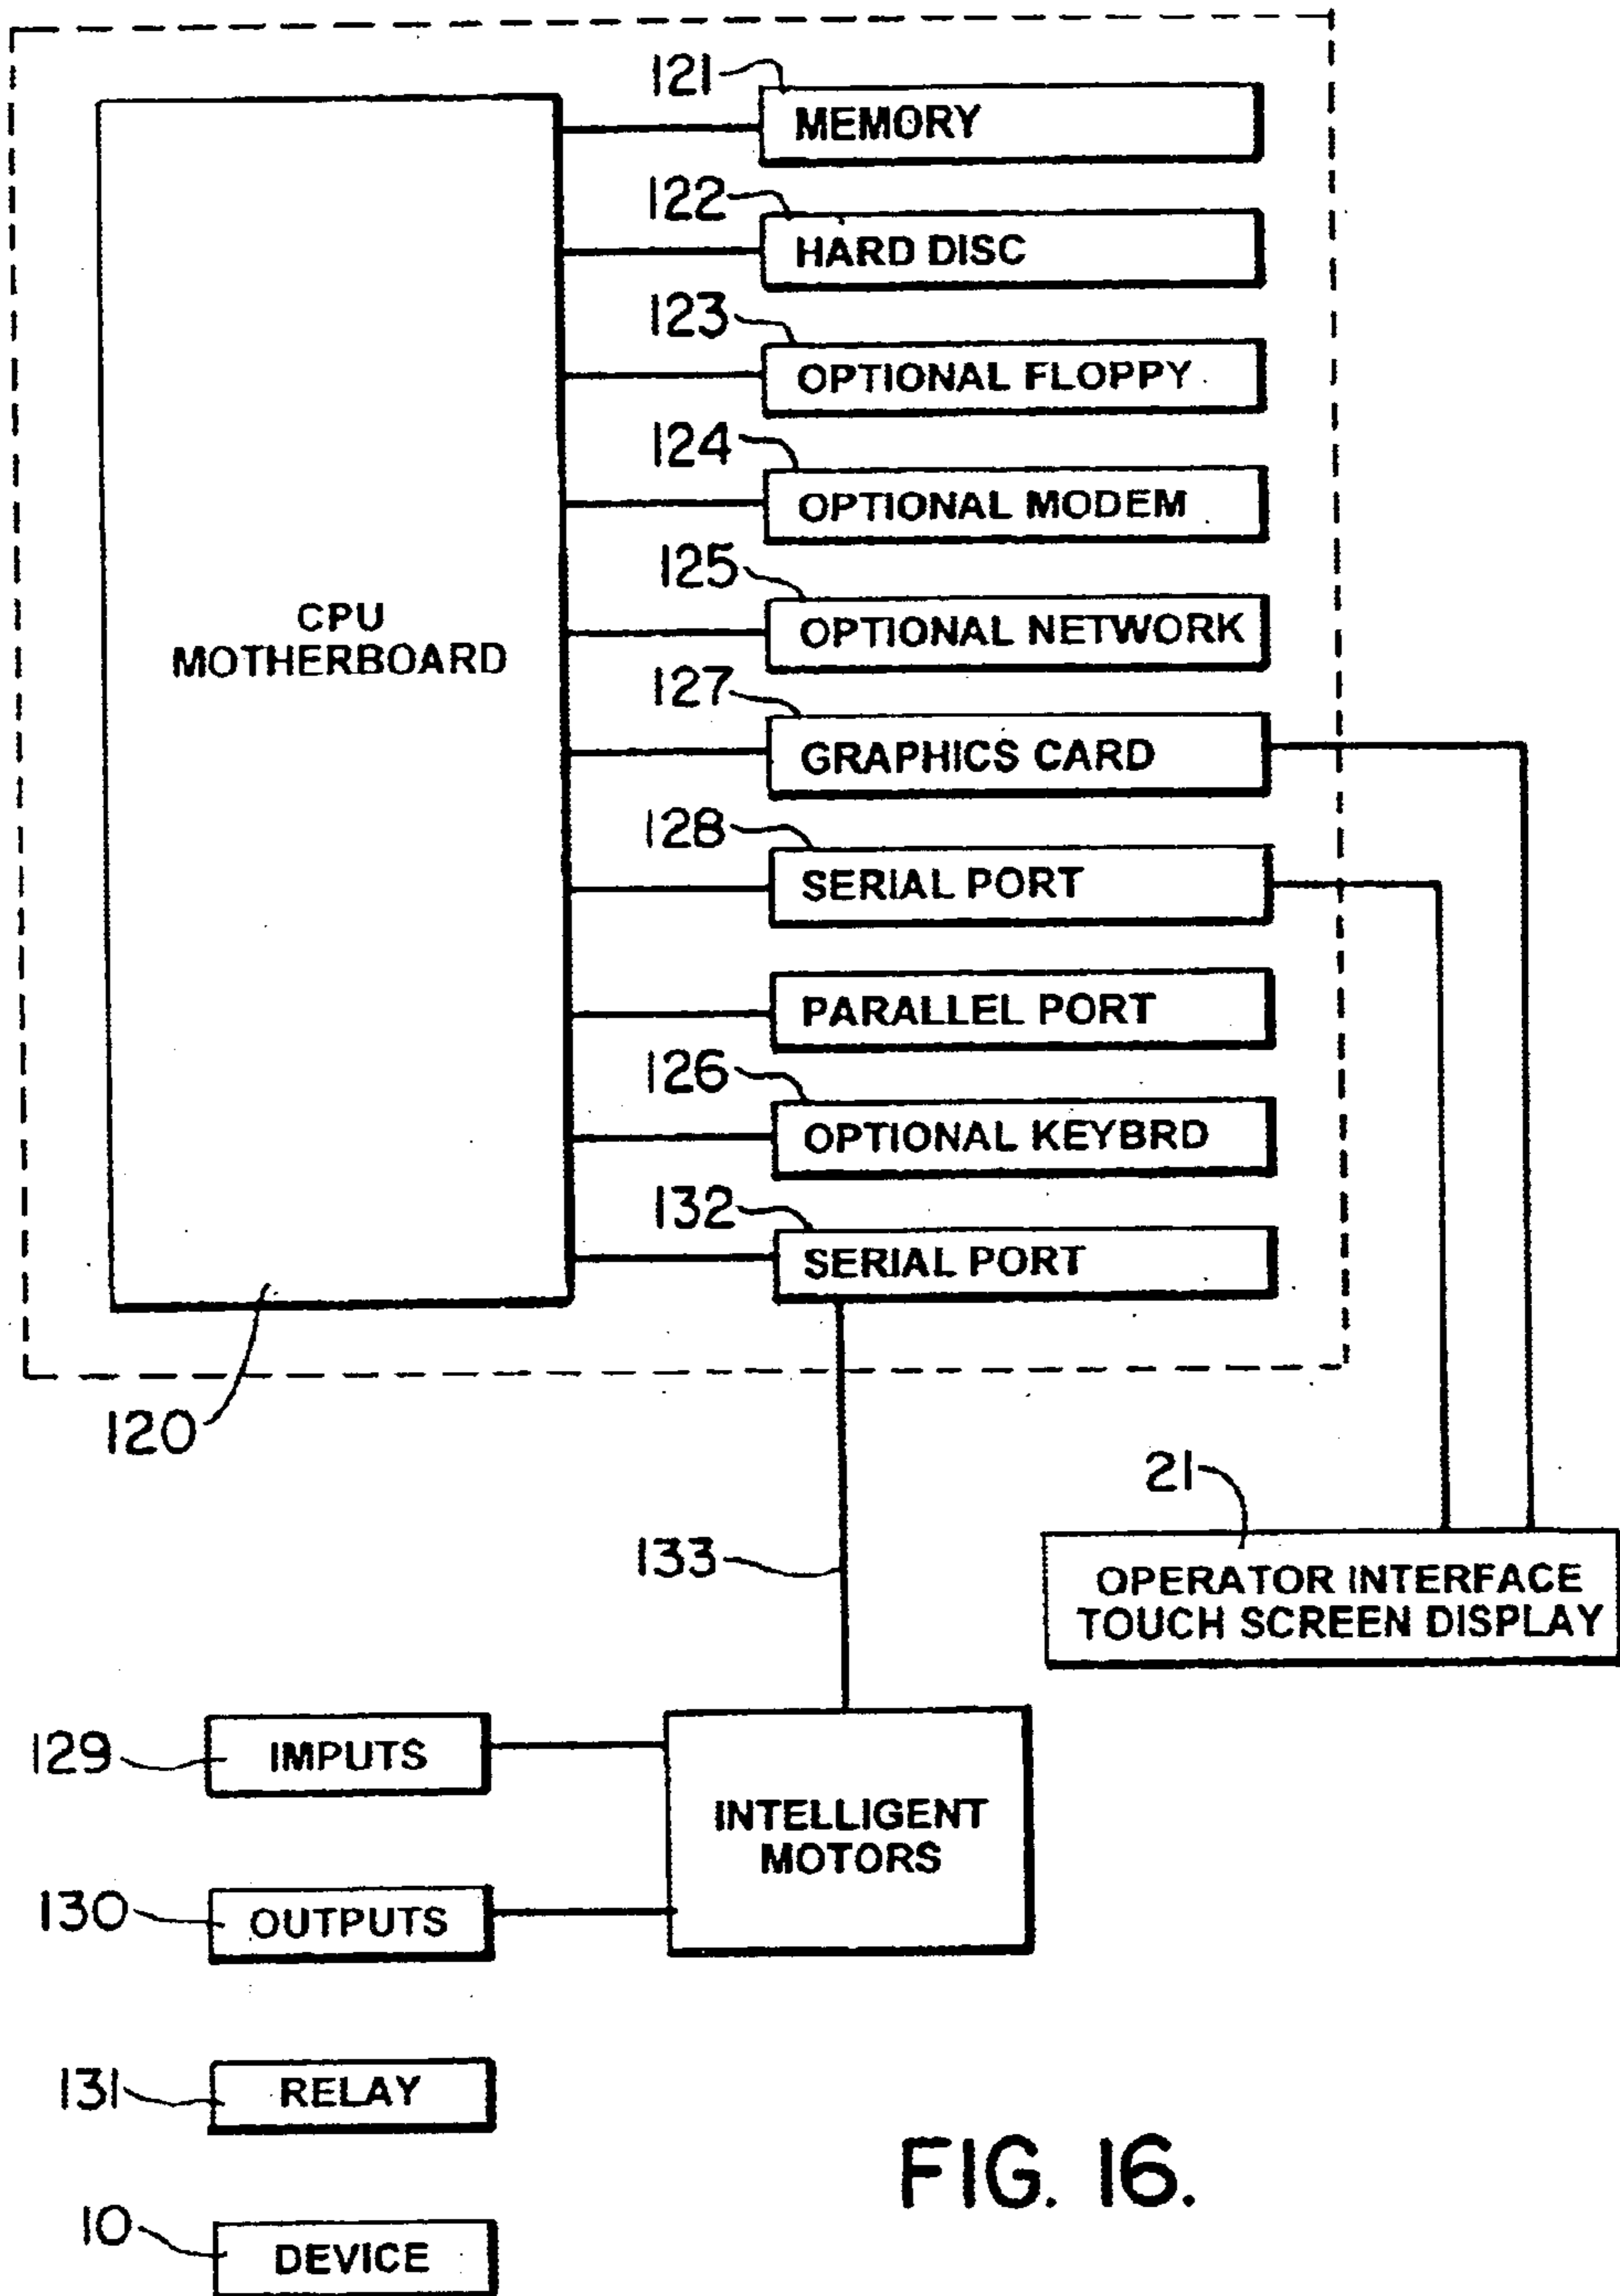 121
MEMORY
122
HARD DISC
123
OPTIONAL FLOPPY
124
OPTIONAL MODEM
125
OPTIONAL NETWORK
CPU
MOTHERBOARD
127
GRAPHICS CARD
128
SERIAL PORT
PARALLEL PORT
126
OPTIONAL KEYBRD
132
SERIAL PORT
120
21
133
OPERATOR INTERFACE
TOUCH SCREEN DISPLAY
129
IMPUTS
INTELLIGENT
MOTORS
130
OUTPUTS
131
RELAY
FIG. 16.
10
DEVICE